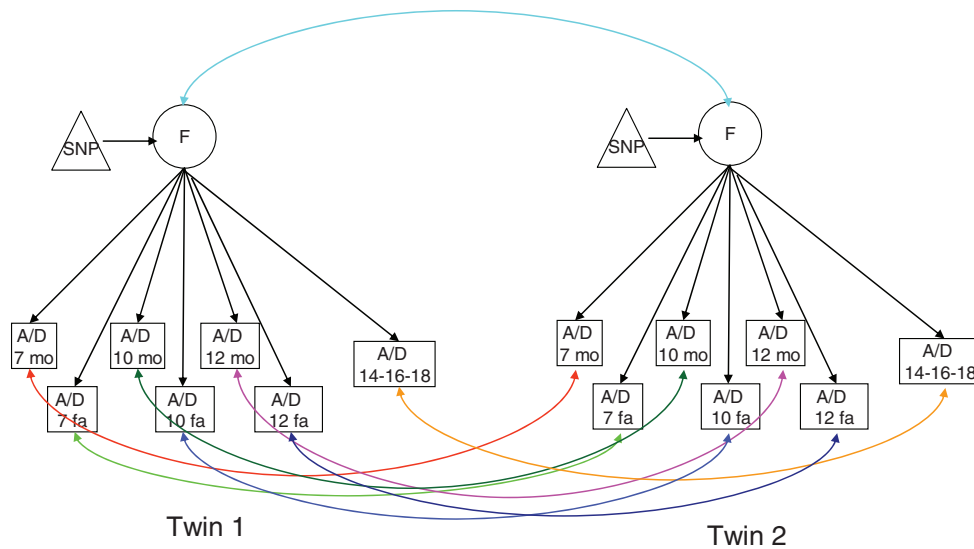 F
F
SNP
SNP
A/D
7 mo
A/D
10 mo
A/D
12 mo
A/D
14-16-18
A/D
7 fa
A/D
10 fa
A/D
12 fa
A/D
7 mo
A/D
10 mo
A/D
12 mo
A/D
14-16-18
A/D
7 fa
A/D
10 fa
A/D
12 fa
Twin 1
Twin 2